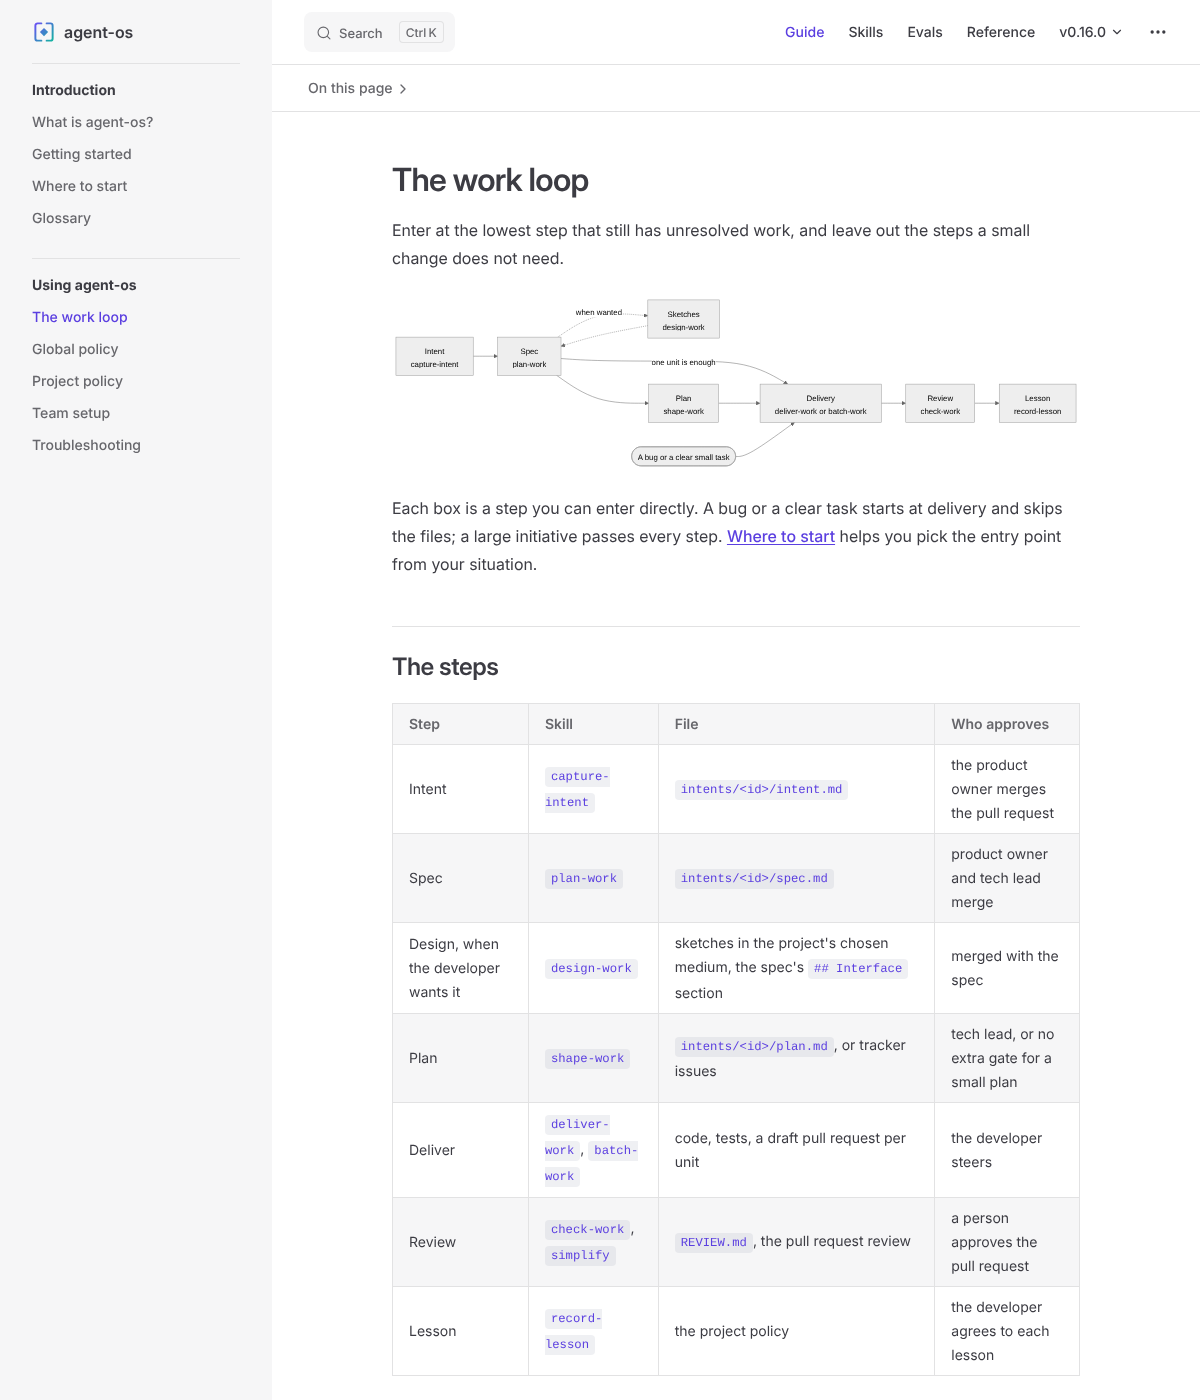 agent-os
Search Ctrl K
Guide Skills Evals Reference v0.16.0
On this page
Introduction
What is agent-os?
Getting started
Where to start
Glossary
Using agent-os
The work loop
Global policy
Project policy
Team setup
Troubleshooting
The work loop
Enter at the lowest step that still has unresolved work, and leave out the steps a small
change does not need.
when wanted
Sketches
design-work
Intent
capture-intent
Spec
plan-work
one unit is enough
Plan
shape-work
Delivery
deliver-work or batch-work
Review
check-work
Lesson
record-lesson
A bug or a clear small task
Each box is a step you can enter directly. A bug or a clear task starts at delivery and skips
the files; a large initiative passes every step. Where to start helps you pick the entry point
from your situation.
The steps
Step Skill File Who approves
Intent
capture-
intent
intents/<id>/intent.md
the product
owner merges
the pull request
Spec
plan-work
intents/<id>/spec.md
product owner
and tech lead
merge
Design, when
the developer
wants it
design-work
sketches in the project's chosen
medium, the spec's ## Interface
section
merged with the
spec
Plan
shape-work
intents/<id>/plan.md, or tracker
issues
tech lead, or no
extra gate for a
small plan
Deliver
deliver-
work, batch-
work
code, tests, a draft pull request per
unit
the developer
steers
Review
check-work,
simplify
REVIEW.md, the pull request review
a person
approves the
pull request
Lesson
record-
lesson
the project policy
the developer
agrees to each
lesson